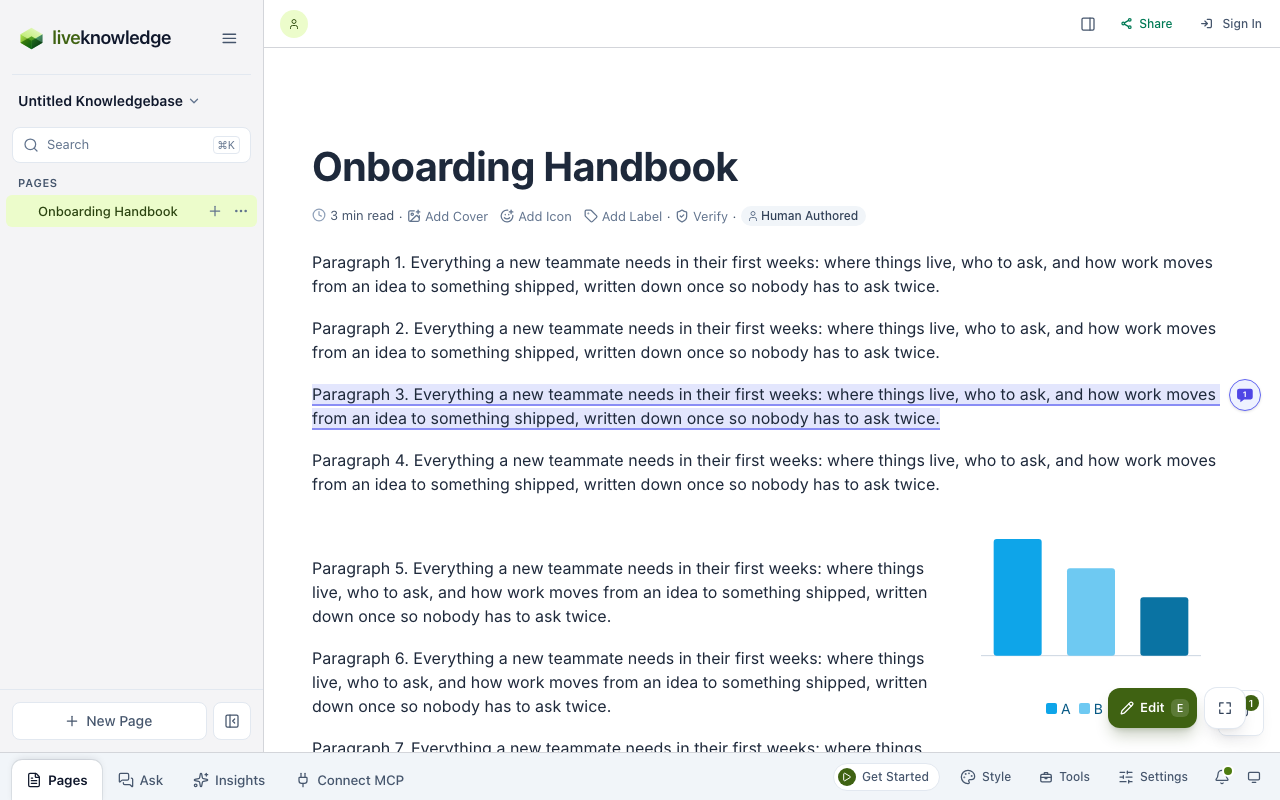 liveknowledge
Share
Sign In
Untitled Knowledgebase
Search
⌘K
PAGES
Onboarding Handbook
Onboarding Handbook
3 min read · Add Cover Add Icon Add Label · Verify · Human Authored
Paragraph 1. Everything a new teammate needs in their first weeks: where things live, who to ask, and how work moves
from an idea to something shipped, written down once so nobody has to ask twice.
Paragraph 2. Everything a new teammate needs in their first weeks: where things live, who to ask, and how work moves
from an idea to something shipped, written down once so nobody has to ask twice.
Paragraph 3. Everything a new teammate needs in their first weeks: where things live, who to ask, and how work moves
1
from an idea to something shipped, written down once so nobody has to ask twice.
Paragraph 4. Everything a new teammate needs in their first weeks: where things live, who to ask, and how work moves
from an idea to something shipped, written down once so nobody has to ask twice.
Paragraph 5. Everything a new teammate needs in their first weeks: where things
live, who to ask, and how work moves from an idea to something shipped, written
down once so nobody has to ask twice.
Paragraph 6. Everything a new teammate needs in their first weeks: where things
live, who to ask, and how work moves from an idea to something shipped, written
down once so nobody has to ask twice.
Paragraph 7. Everything a new teammate needs in their first weeks: where things
A B
Edit E
1
New Page
Pages
Ask
Insights
Connect MCP
Get Started
Style
Tools
Settings